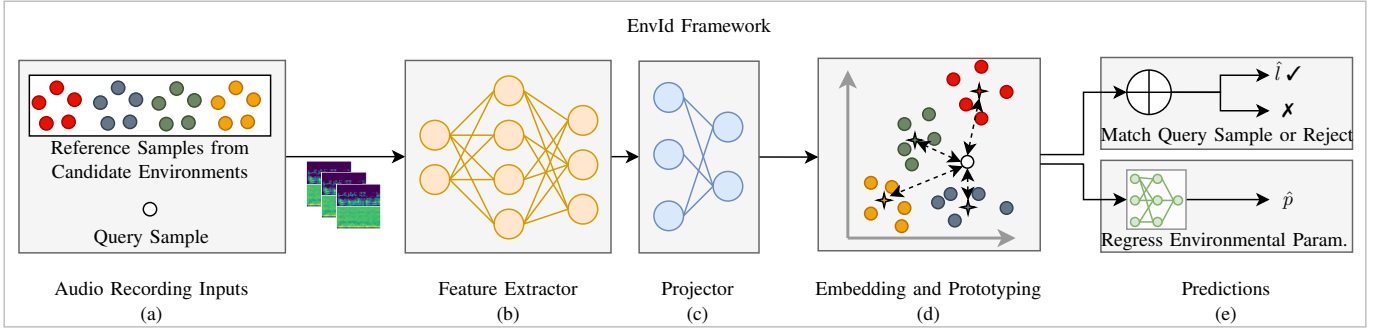 EnvId Framework
Reference Samples from
Candidate Environments
Query Sample
l̂ ✓
✗
Match Query Sample or Reject
p̂
Regress Environmental Param.
Audio Recording Inputs
(a)
Feature Extractor
(b)
Projector
(c)
Embedding and Prototyping
(d)
Predictions
(e)